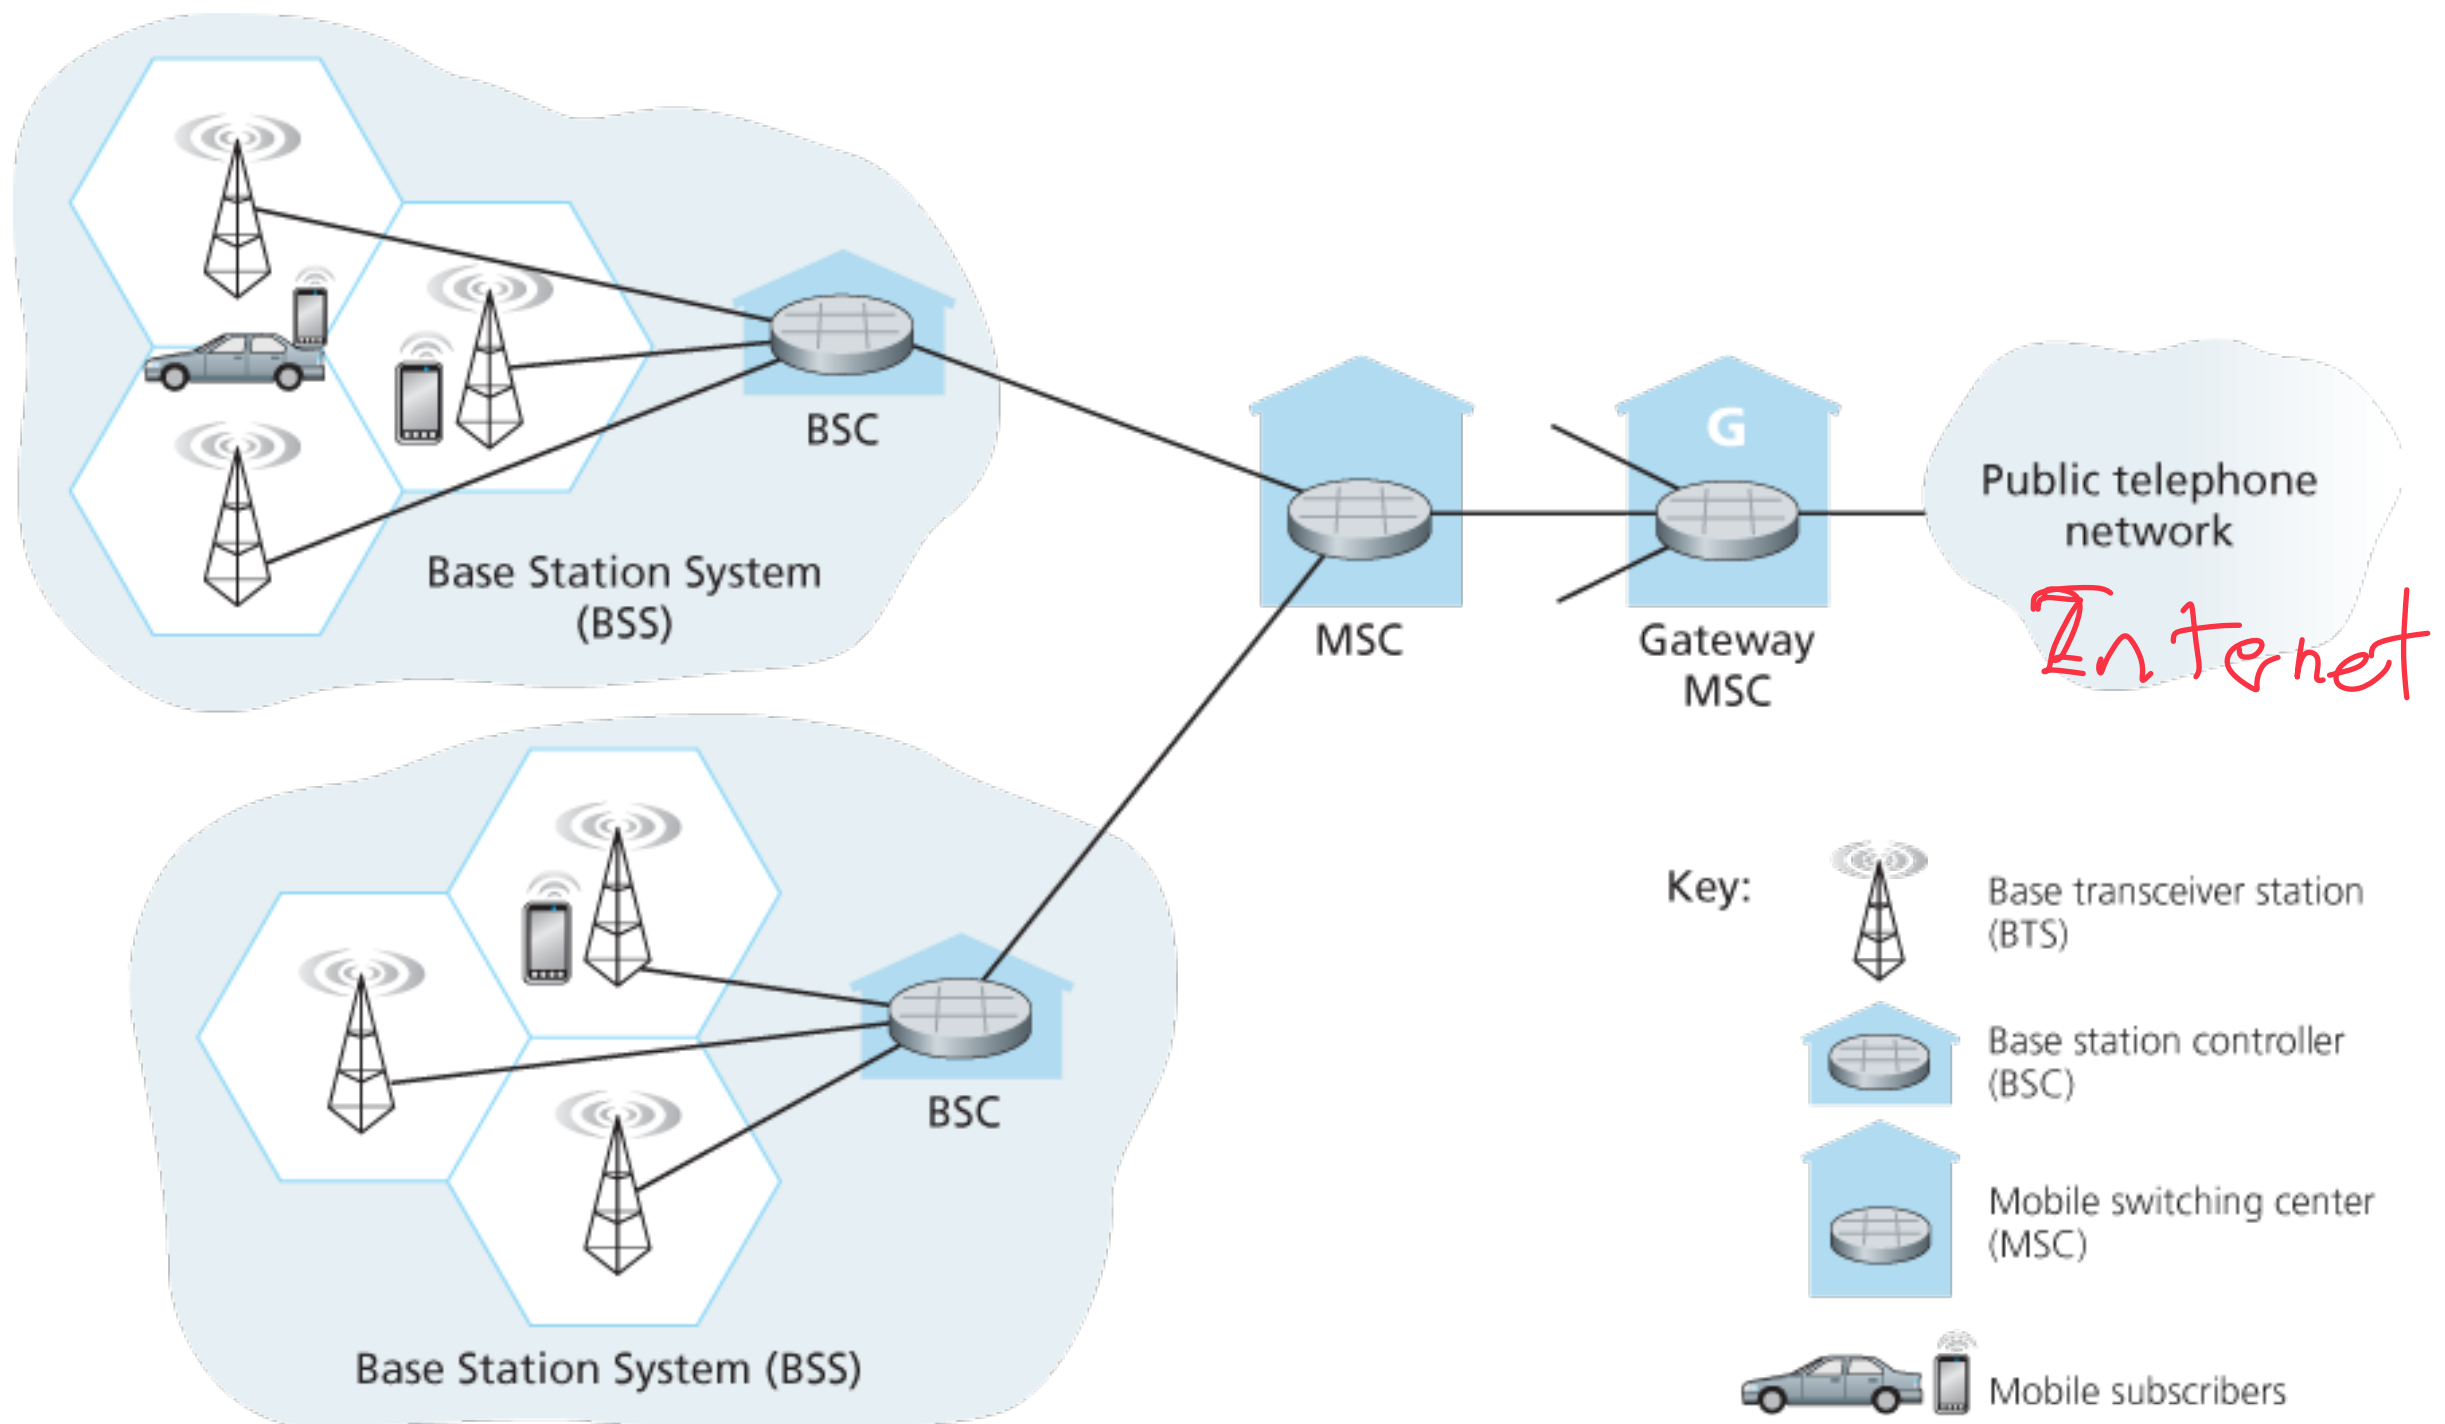 BSC
Base Station System
(BSS)
MSC
G
Gateway
MSC
Public telephone
network
Internet
BSC
Base Station System (BSS)
Key:
Base transceiver station
(BTS)
Base station controller
(BSC)
Mobile switching center
(MSC)
Mobile subscribers